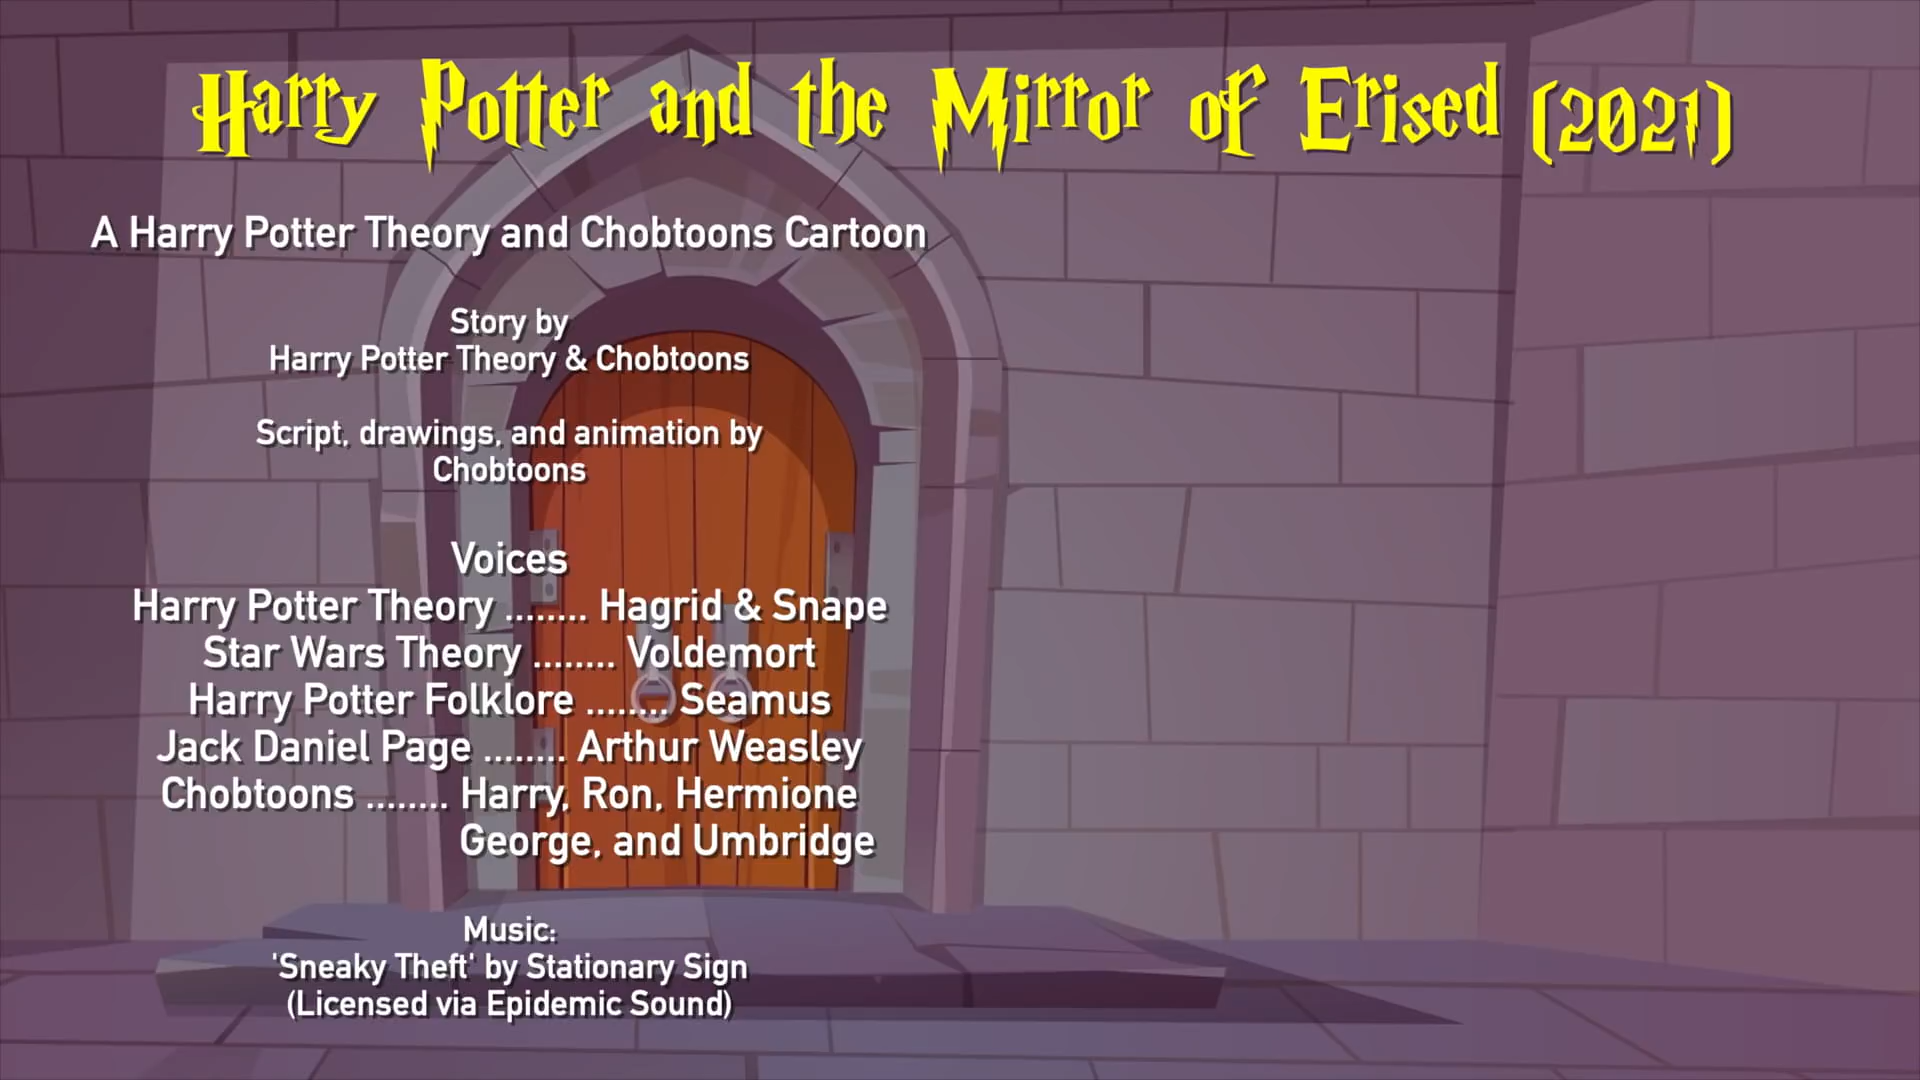 Harry Potter and the Mirror of Erised (2021)
A Harry Potter Theory and Chobtoons Cartoon
Story by
Harry Potter Theory & Chobtoons
Script, drawings, and animation by
Chobtoons
Voices
Harry Potter Theory ........ Hagrid & Snape
Star Wars Theory ........ Voldemort
Harry Potter Folklore ........ Seamus
Jack Daniel Page ........ Arthur Weasley
Chobtoons ........ Harry, Ron, Hermione
George, and Umbridge
Music:
'Sneaky Theft' by Stationary Sign
(Licensed via Epidemic Sound)